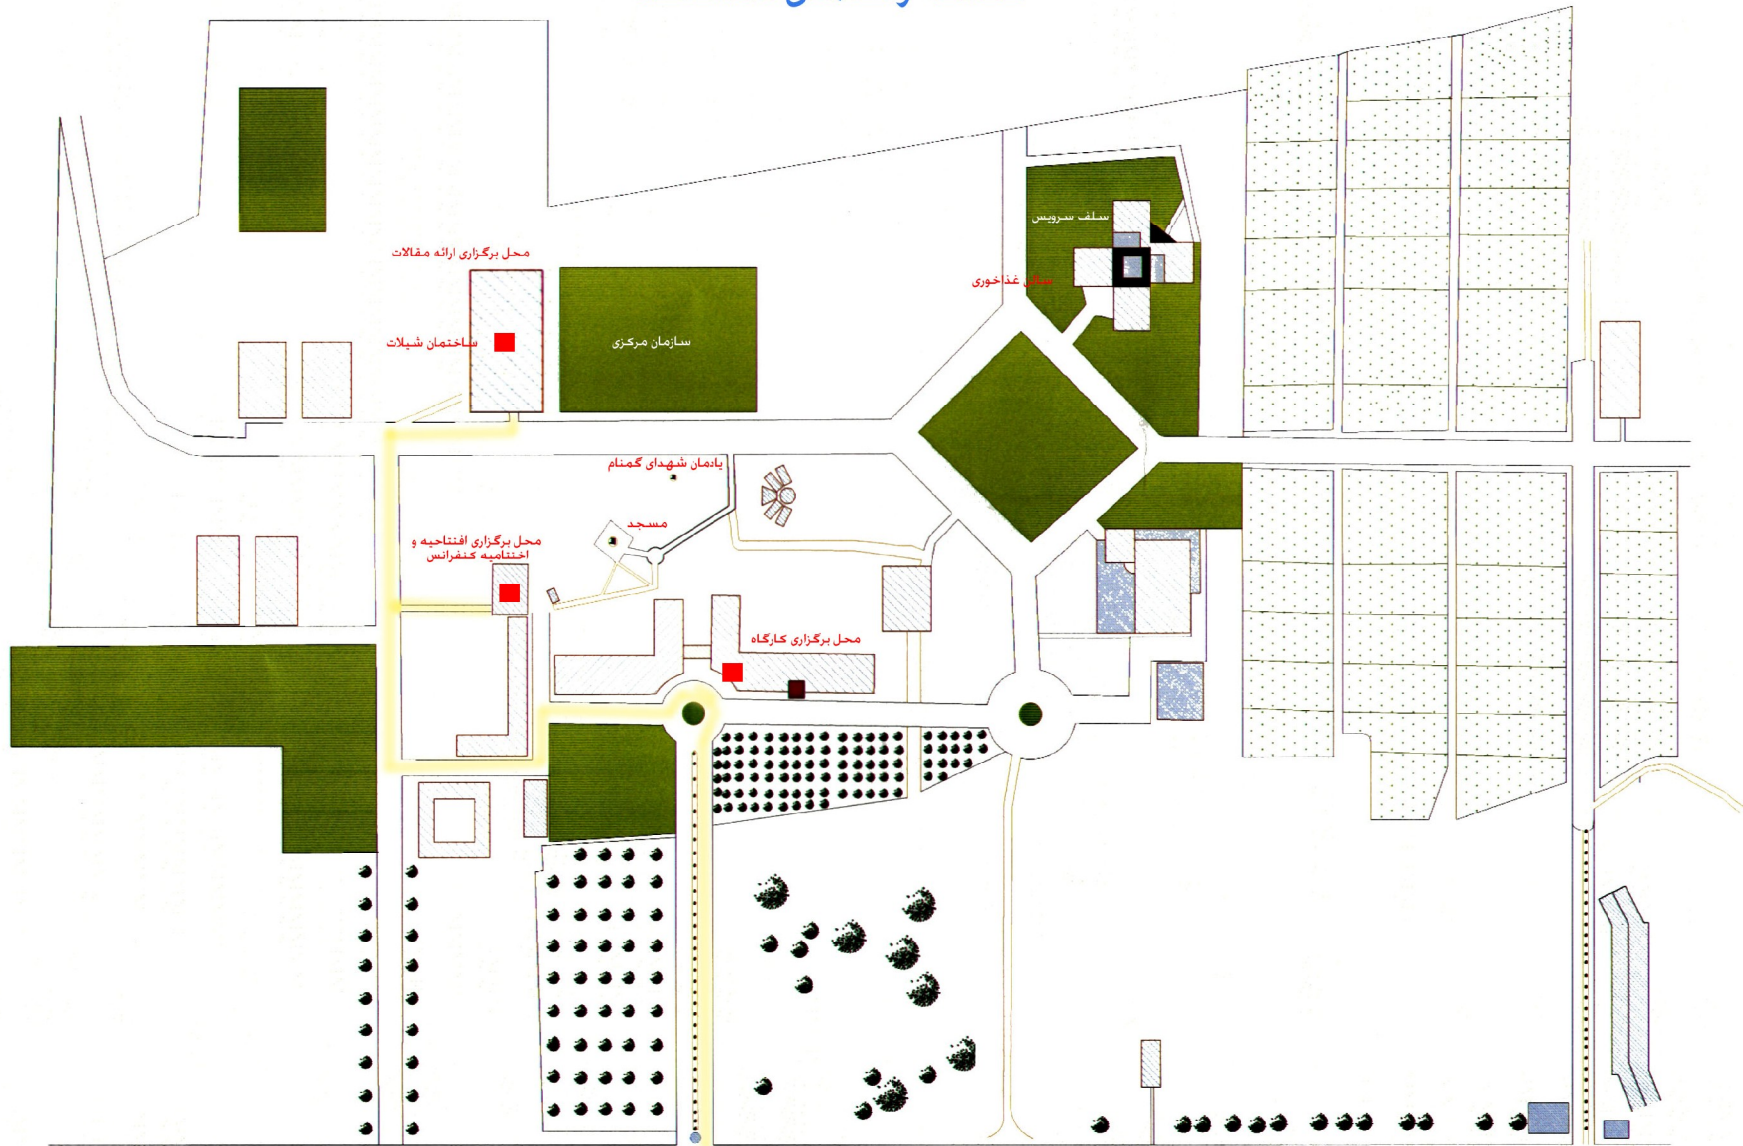 سلف سرویس
محل برگزاری ارائه مقالات
سالن غذاخوری
ساختمان شیلات
سازمان مرکزی
یادمان شهدای گمنام
مسجد
محل برگزاری افتتاحیه و
اختتامیه کنفرانس
محل برگزاری کارگاه